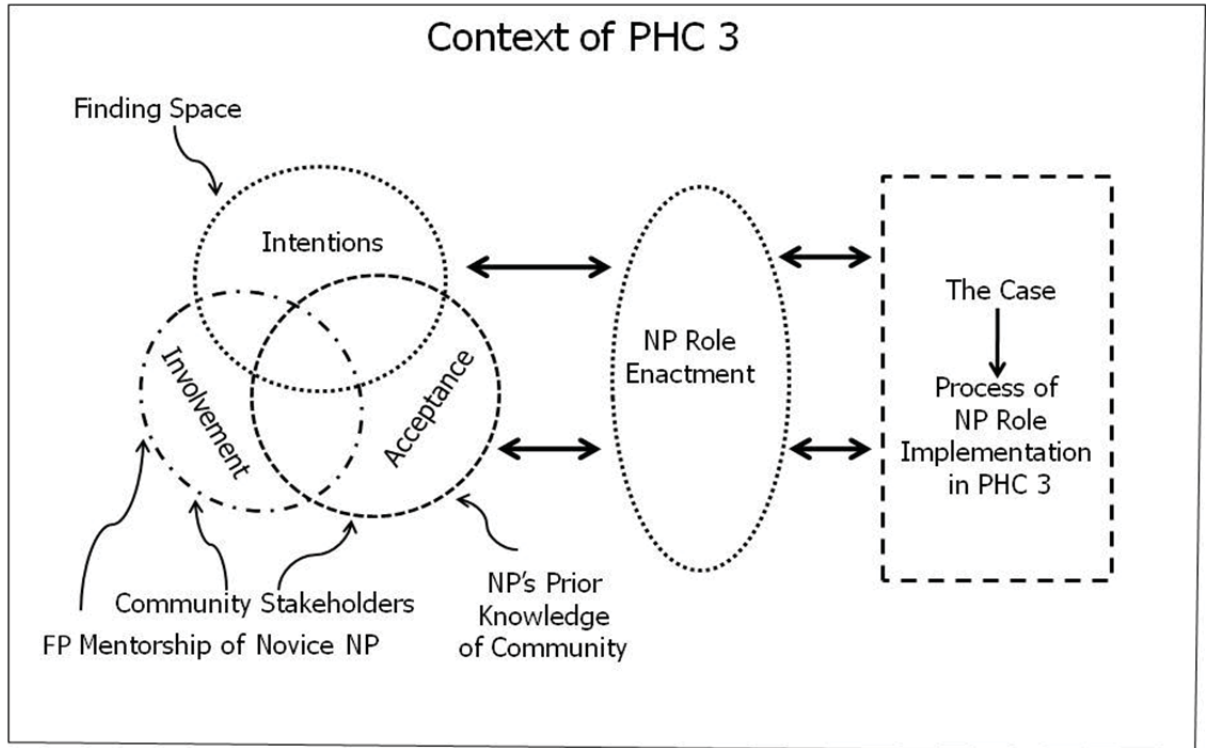 Context of PHC 3
Finding Space
Intentions
Involvement
Acceptance
NP Role
Enactment
The Case
Process of
NP Role
Implementation
in PHC 3
Community Stakeholders
FP Mentorship of Novice NP
NP's Prior
Knowledge
of Community